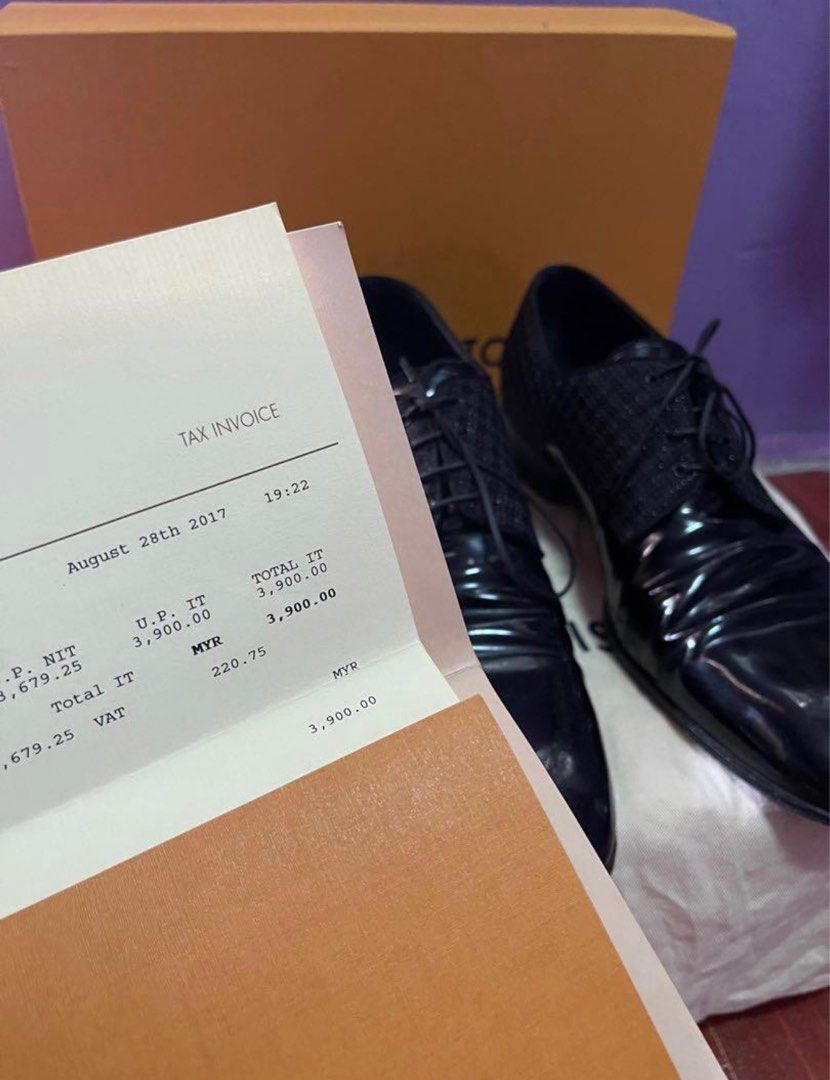 TAX INVOICE
August 28th 2017 19:22
.P. NIT U.P. IT TOTAL IT
3,679.25 3,900.00 3,900.00
Total IT MYR 3,900.00
,679.25 VAT 220.75
MYR
3,900.00